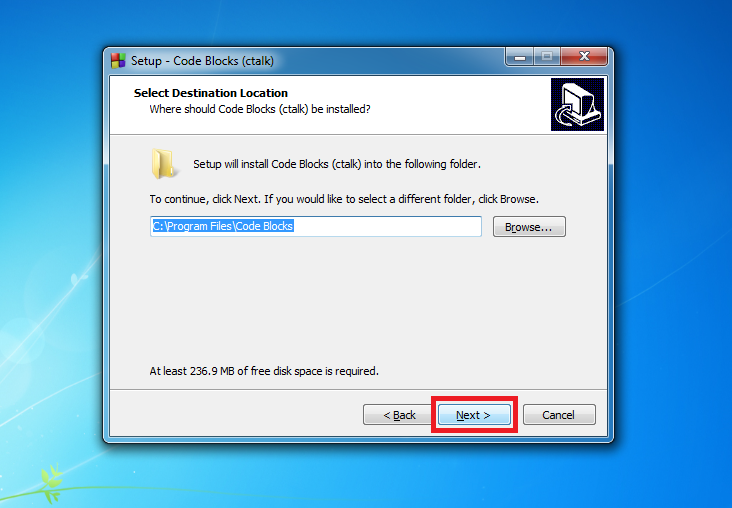 Setup - Code Blocks (ctalk)
Select Destination Location
Where should Code Blocks (ctalk) be installed?
Setup will install Code Blocks (ctalk) into the following folder.
To continue, click Next. If you would like to select a different folder, click Browse.
C:\Program Files\Code Blocks
Browse...
At least 236.9 MB of free disk space is required.
< Back
Next >
Cancel